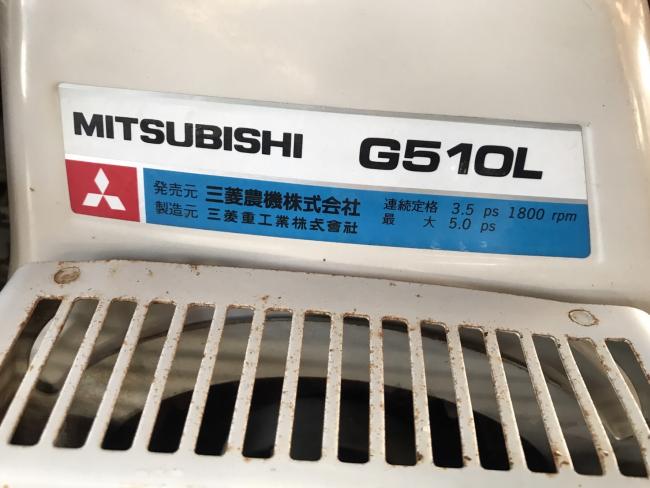 MITSUBISHI G510L
発売元 三菱農機株式会社 連続定格 3.5 ps 1800 rpm
製造元 三菱重工業株式會社 最大 5.0 ps